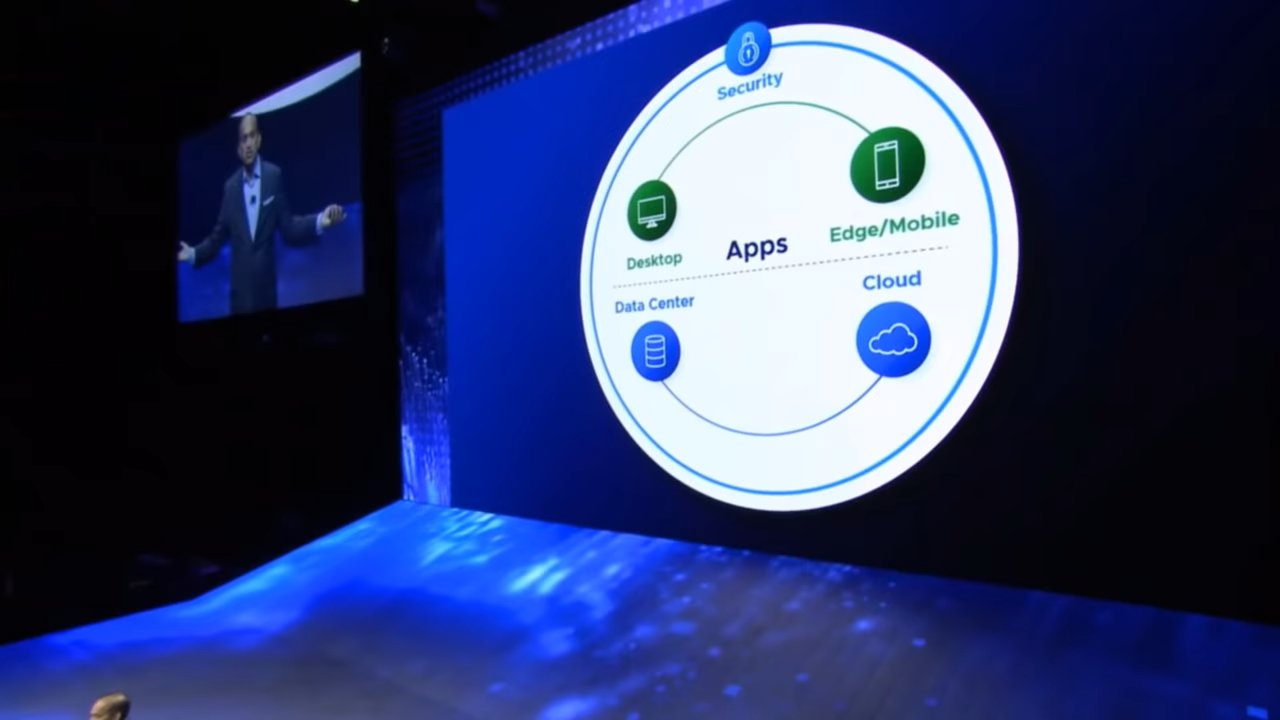 Security
Desktop
Apps
Edge/Mobile
Data Center
Cloud